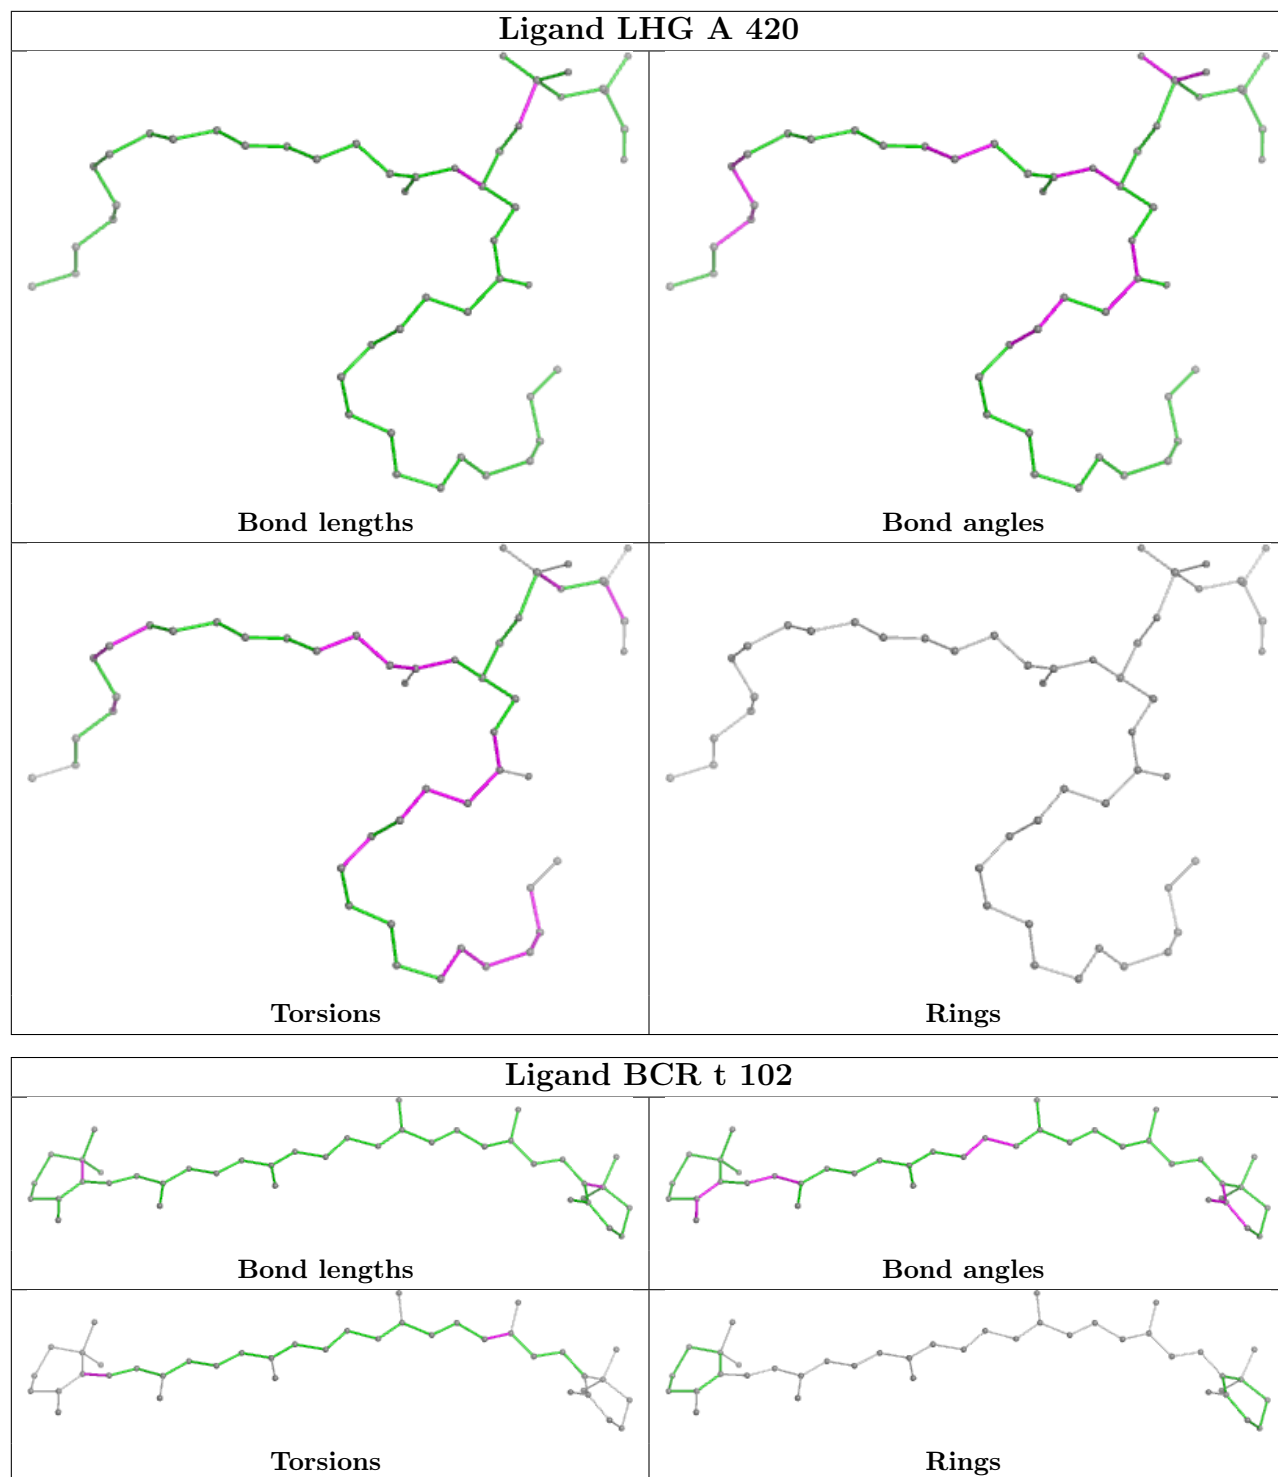 Ligand LHG A 420
Bond lengths
Bond angles
Torsions
Rings
Ligand BCR t 102
Bond lengths
Bond angles
Torsions
Rings